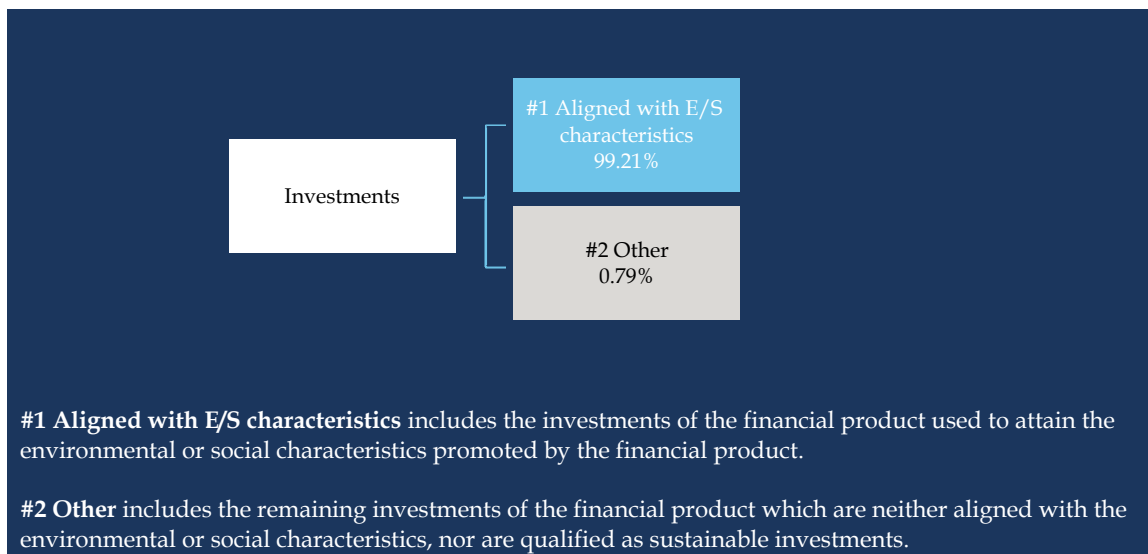 #1 Aligned with E/S
characteristics
99.21%
Investments
#2 Other
0.79%
#1 Aligned with E/S characteristics includes the investments of the financial product used to attain the
environmental or social characteristics promoted by the financial product.
#2 Other includes the remaining investments of the financial product which are neither aligned with the
environmental or social characteristics, nor are qualified as sustainable investments.